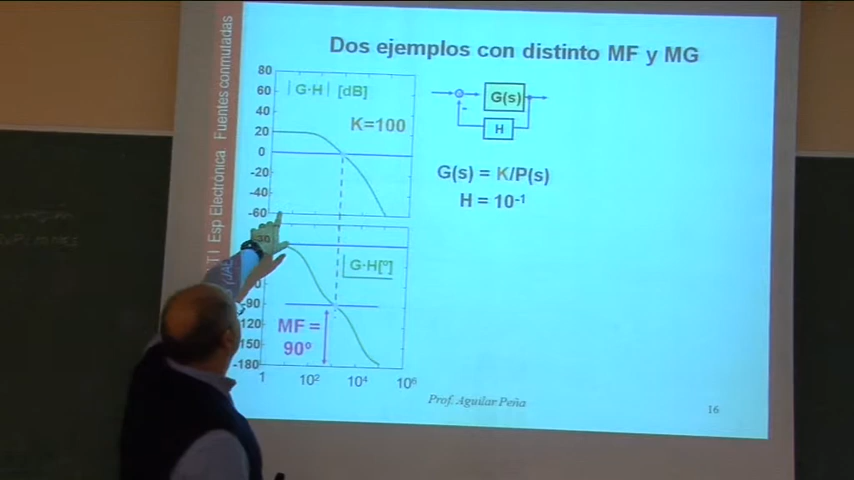 Dos ejemplos con distinto MF y MG
Fuentes conmutadas
Esp Electrónica
80
60
40
20
0
-20
-40
-60
|G·H| [dB]
K=100
G(s)
-
H
G(s) = K/P(s)
H = 10-1
G·H[º]
-90
120
150
-180
MF =
90º
1
10²
10⁴
10⁶
Prof. Aguilar Peña
16